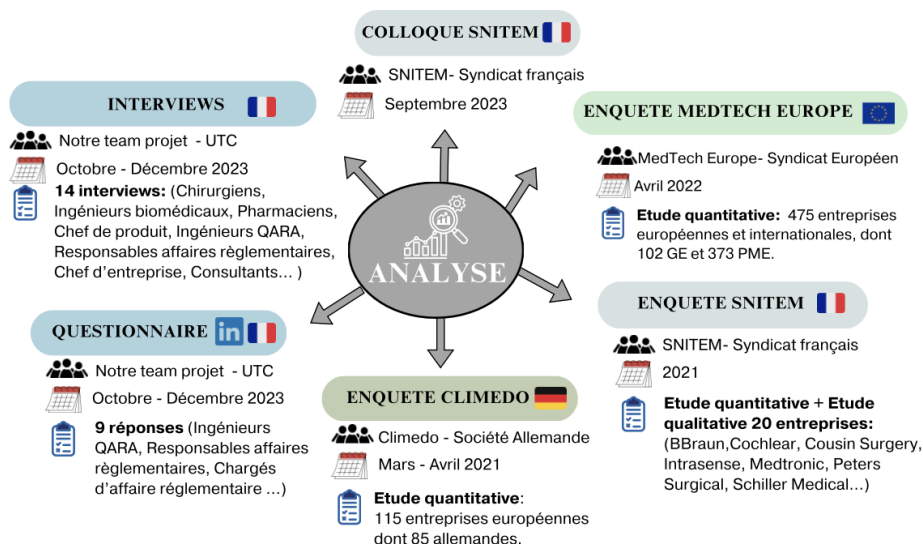 COLLOQUE SNITEM
SNITEM- Syndicat français
Septembre 2023
INTERVIEWS
Notre team projet - UTC
Octobre - Décembre 2023
14 interviews: (Chirurgiens,
Ingénieurs biomédicaux, Pharmaciens,
Chef de produit, Ingénieurs QARA,
Responsables affaires règlementaires,
Chef d'entreprise, Consultants... )
ENQUETE MEDTECH EUROPE
MedTech Europe- Syndicat Européen
Avril 2022
Etude quantitative: 475 entreprises
européennes et internationales, dont
102 GE et 373 PME.
ANALYSE
QUESTIONNAIRE in
Notre team projet - UTC
Octobre - Décembre 2023
9 réponses (Ingénieurs
QARA, Responsables affaires
règlementaires, Chargés
d'affaire réglementaire ...)
ENQUETE CLIMEDO
Climedo - Société Allemande
Mars - Avril 2021
Etude quantitative:
115 entreprises européennes
dont 85 allemandes.
ENQUETE SNITEM
SNITEM- Syndicat français
2021
Etude quantitative + Etude
qualitative 20 entreprises:
(BBraun,Cochlear, Cousin Surgery,
Intrasense, Medtronic, Peters
Surgical, Schiller Medical...)